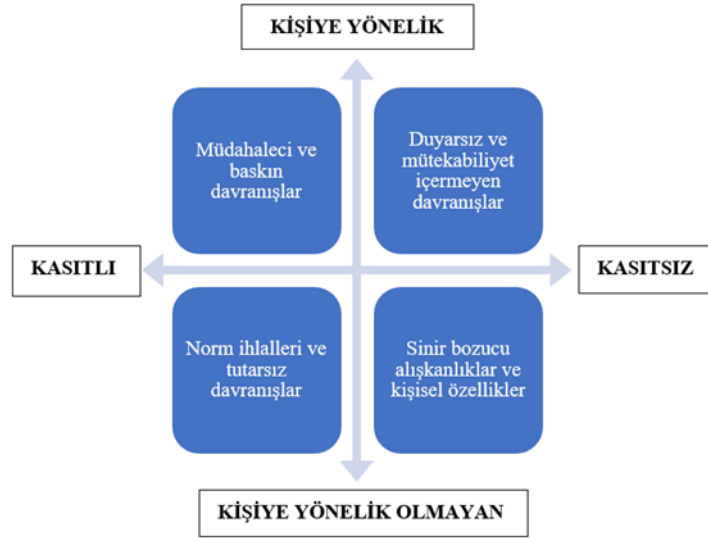 KİŞİYE YÖNELİK
Müdahaleci ve
baskın
davranışlar
Duyarsız ve
mütekabiliyet
içermeyen
davranışlar
KASITLI
KASITSIZ
Norm ihlalleri ve
tutarsız
davranışlar
Sinir bozucu
alışkanlıklar ve
kişisel özellikler
KİŞİYE YÖNELİK OLMAYAN